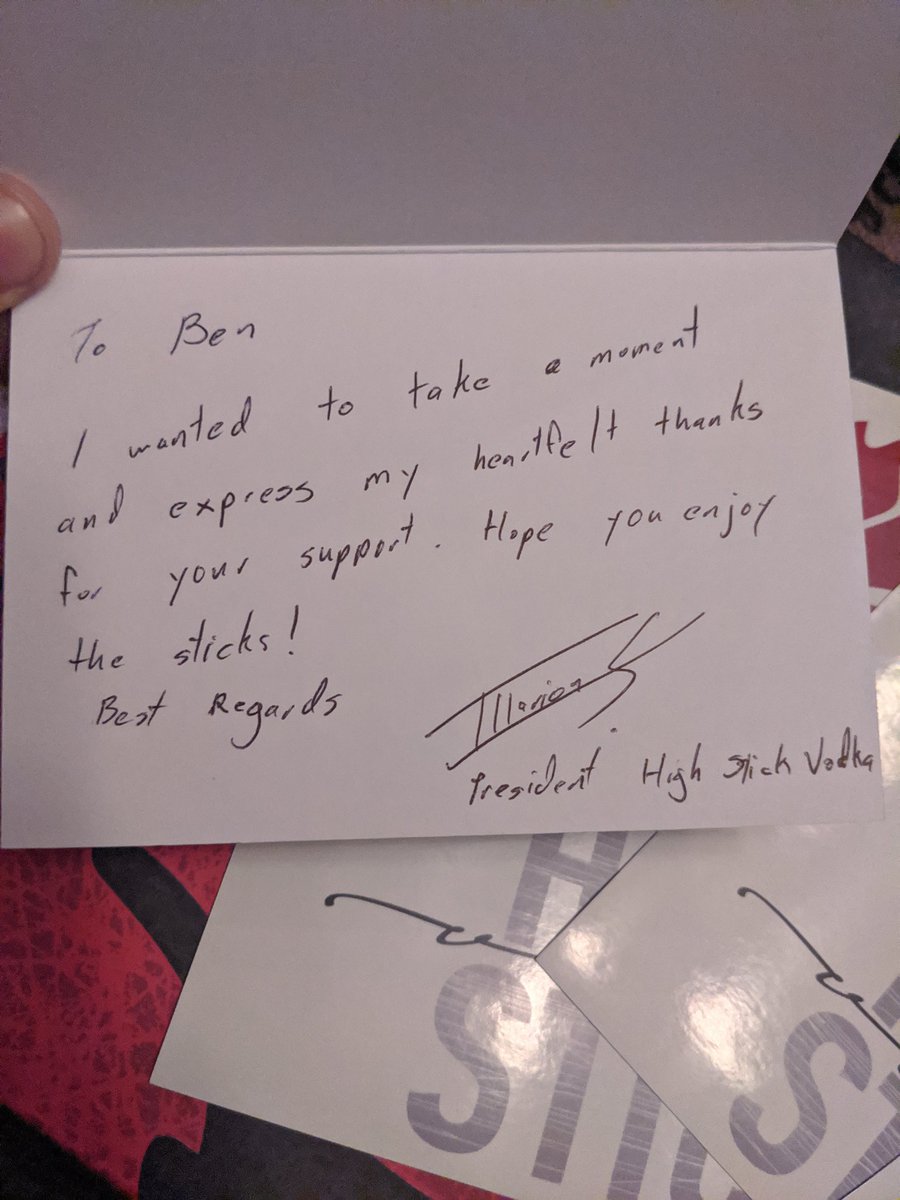 To Ben
I wanted to take a moment
and express my heartfelt thanks
for your support. Hope you enjoy
the sticks!
Best Regards
President High Stick Vodka